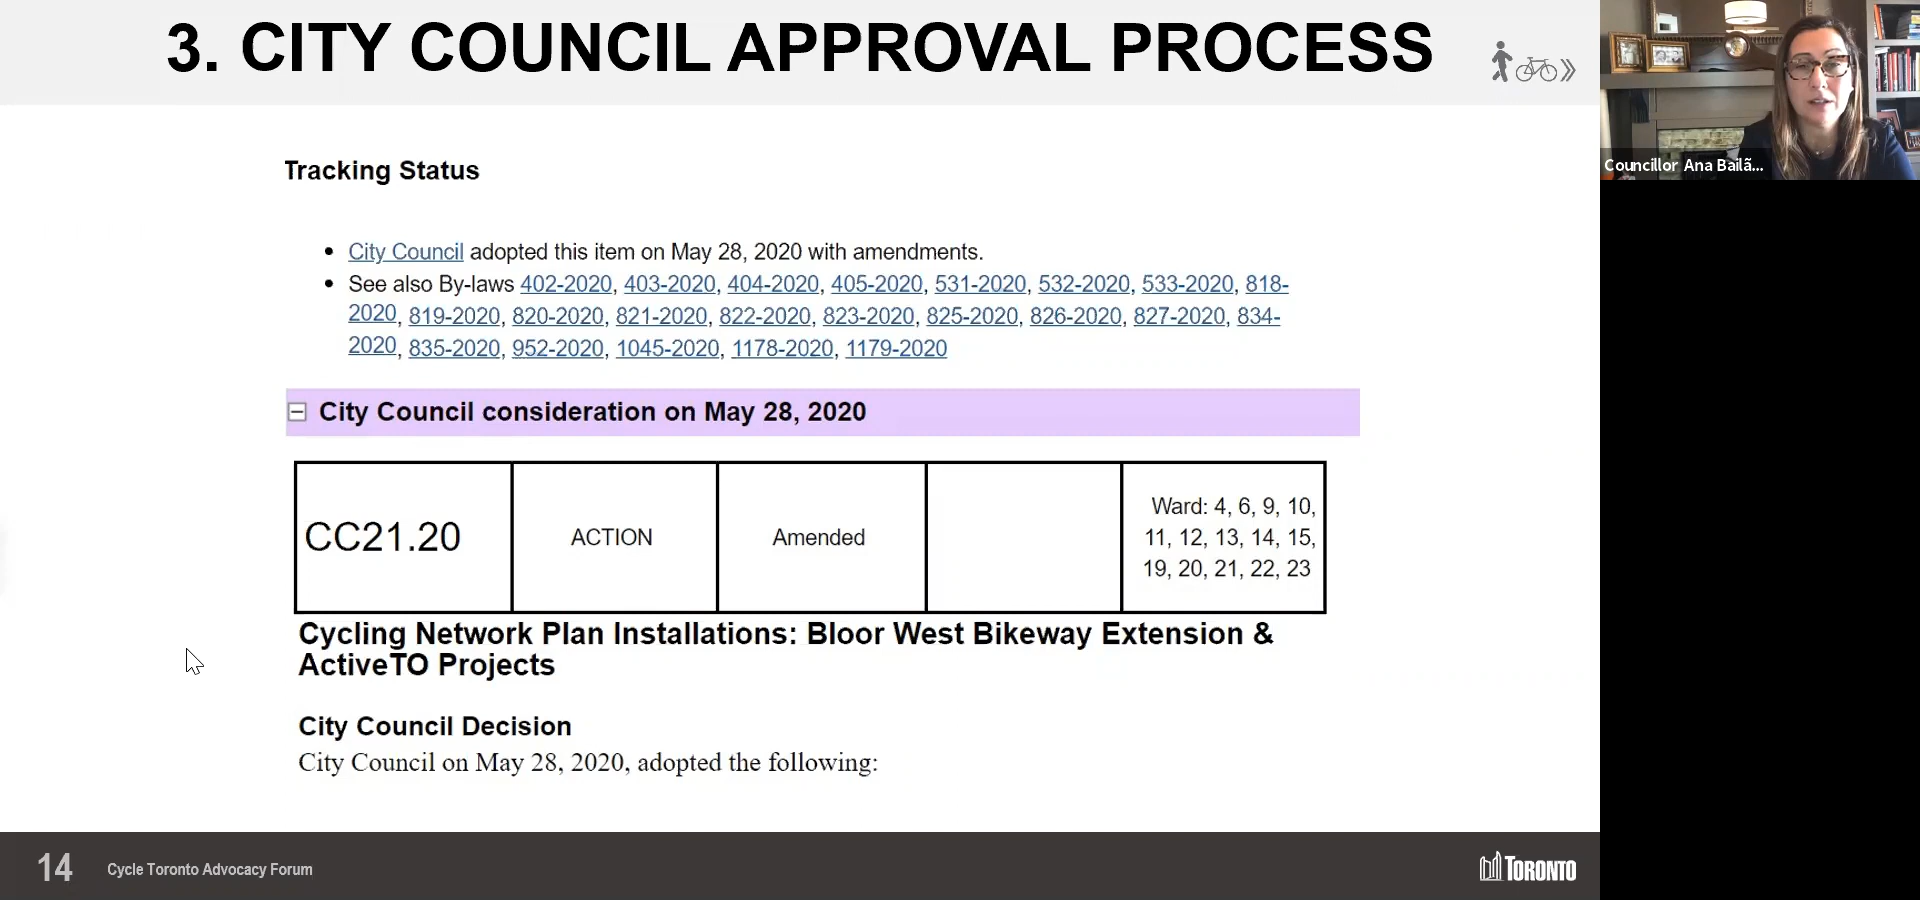 3. CITY COUNCIL APPROVAL PROCESS
Councillor Ana Bailã...
Tracking Status
• City Council adopted this item on May 28, 2020 with amendments.
• See also By-laws 402-2020, 403-2020, 404-2020, 405-2020, 531-2020, 532-2020, 533-2020, 818-
2020, 819-2020, 820-2020, 821-2020, 822-2020, 823-2020, 825-2020, 826-2020, 827-2020, 834-
2020, 835-2020, 952-2020, 1045-2020, 1178-2020, 1179-2020
City Council consideration on May 28, 2020
CC21.20
ACTION
Amended
Ward: 4, 6, 9, 10,
11, 12, 13, 14, 15,
19, 20, 21, 22, 23
Cycling Network Plan Installations: Bloor West Bikeway Extension &
ActiveTO Projects
City Council Decision
City Council on May 28, 2020, adopted the following:
14
Cycle Toronto Advocacy Forum
TORONTO